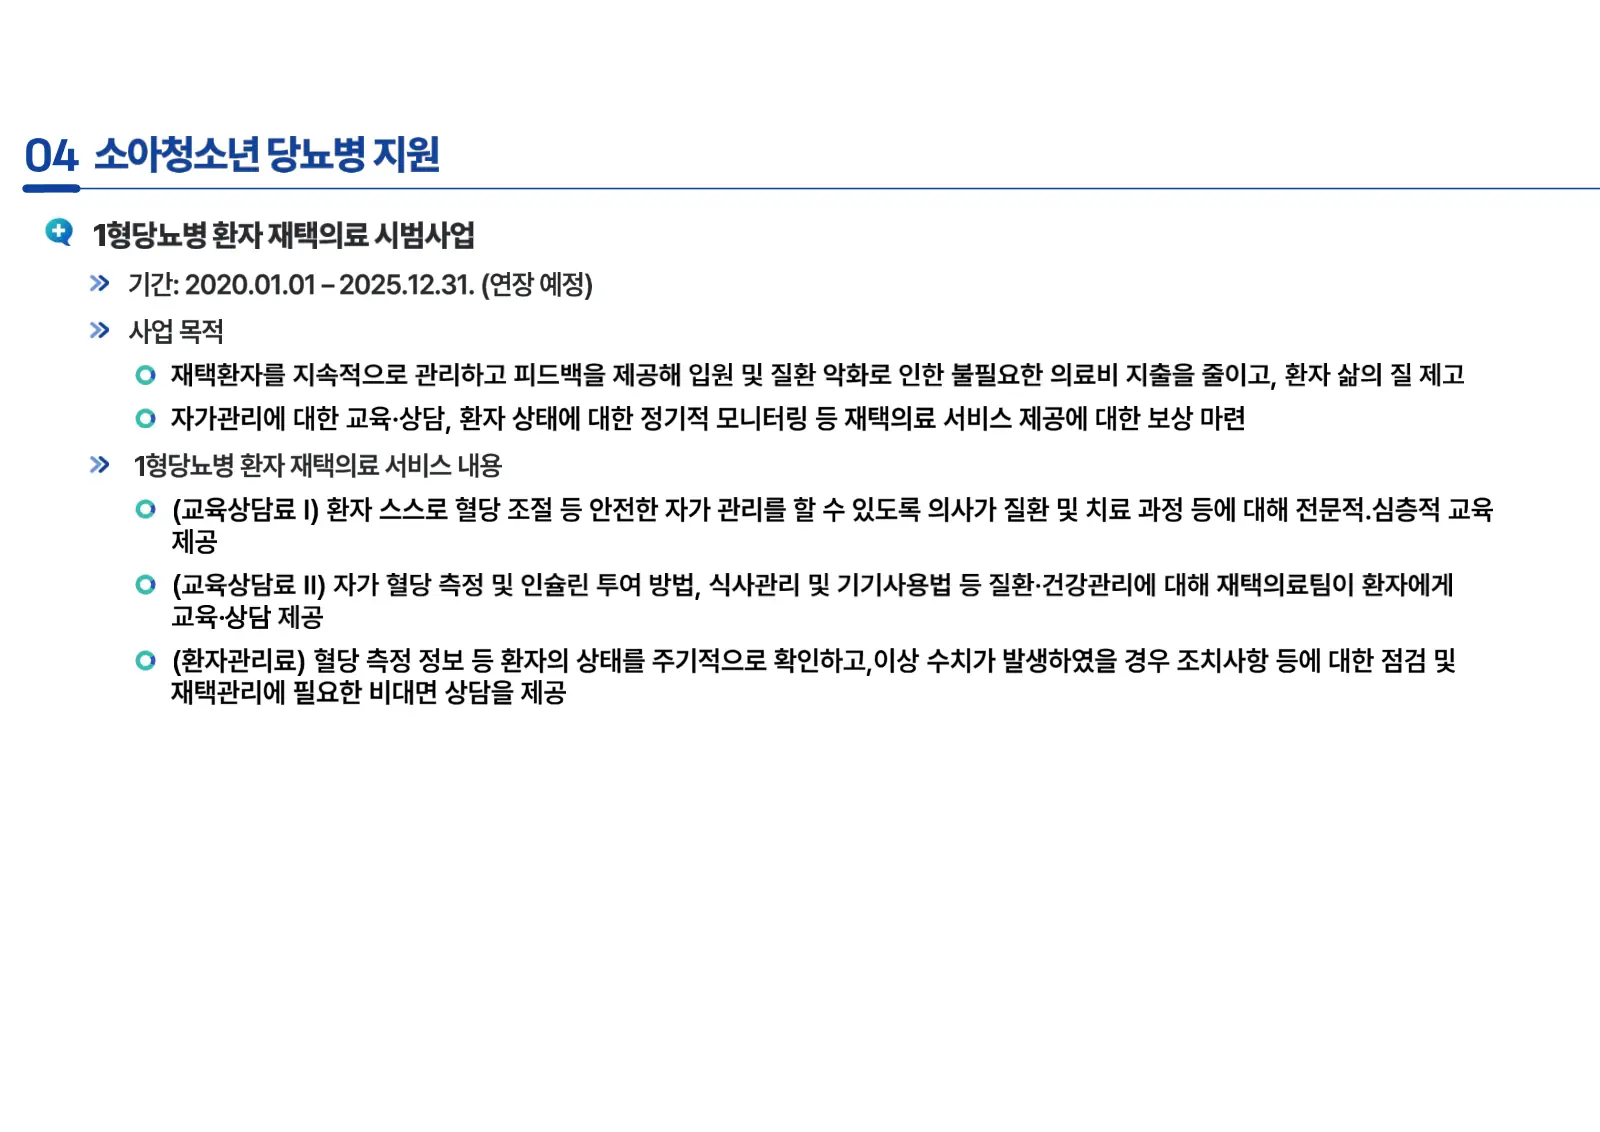 04 소아청소년 당뇨병 지원
1형당뇨병 환자 재택의료 시범사업
기간: 2020.01.01 – 2025.12.31. (연장 예정)
사업 목적
재택환자를 지속적으로 관리하고 피드백을 제공해 입원 및 질환 악화로 인한 불필요한 의료비 지출을 줄이고, 환자 삶의 질 제고
자가관리에 대한 교육·상담, 환자 상태에 대한 정기적 모니터링 등 재택의료 서비스 제공에 대한 보상 마련
1형당뇨병 환자 재택의료 서비스 내용
(교육상담료 I) 환자 스스로 혈당 조절 등 안전한 자가 관리를 할 수 있도록 의사가 질환 및 치료 과정 등에 대해 전문적.심층적 교육
제공
(교육상담료 II) 자가 혈당 측정 및 인슐린 투여 방법, 식사관리 및 기기사용법 등 질환·건강관리에 대해 재택의료팀이 환자에게
교육·상담 제공
(환자관리료) 혈당 측정 정보 등 환자의 상태를 주기적으로 확인하고,이상 수치가 발생하였을 경우 조치사항 등에 대한 점검 및
재택관리에 필요한 비대면 상담을 제공